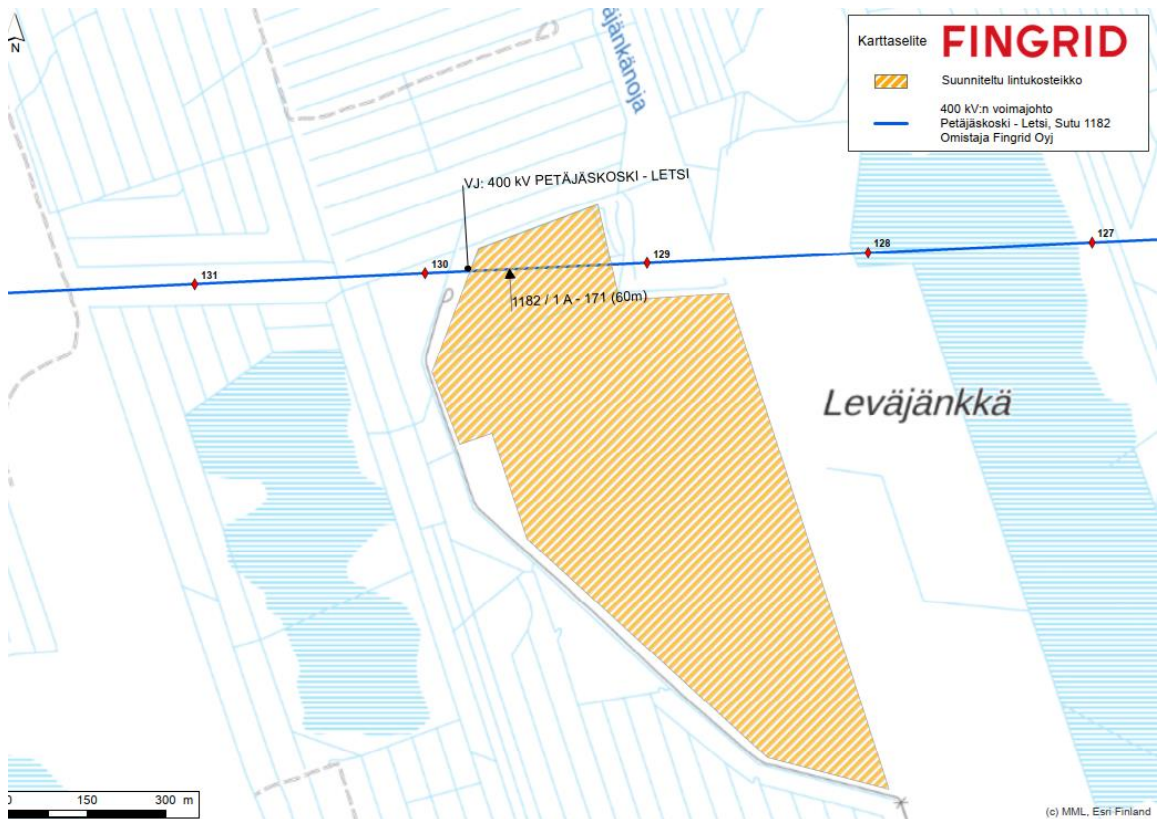 N
Karttaselite FINGRID
Suunniteltu lintukosteikko
400 kV:n voimajohto
Petäjäskoski - Letsi, Sutu 1182
Omistaja Fingrid Oyj
äjänkänoja
VJ: 400 kV PETÄJÄSKOSKI - LETSI
127
128
129
130
131
1182 / 1 A - 171 (60m)
Leväjänkkä
0 150 300 m
(c) MML, Esri Finland